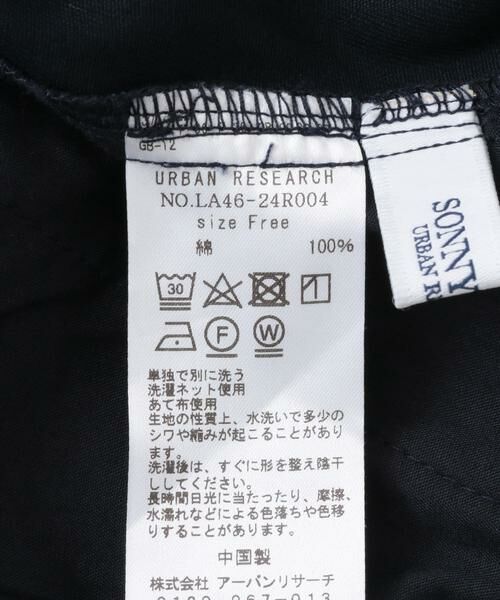 GB-12
URBAN RESEARCH
NO.LA46-24R004
size Free
綿 100%
30
F W
単独で別に洗う
洗濯ネット使用
あて布使用
生地の性質上、水洗いで多少の
シワや縮みが起こることがあり
ます。
洗濯後は、すぐに形を整え陰干
ししてください。
長時間日光に当たったり、摩擦、
水濡れなどによる色落ちや色移
りすることがあります。
中国製
株式会社 アーバンリサーチ
SONNY
URBAN RE